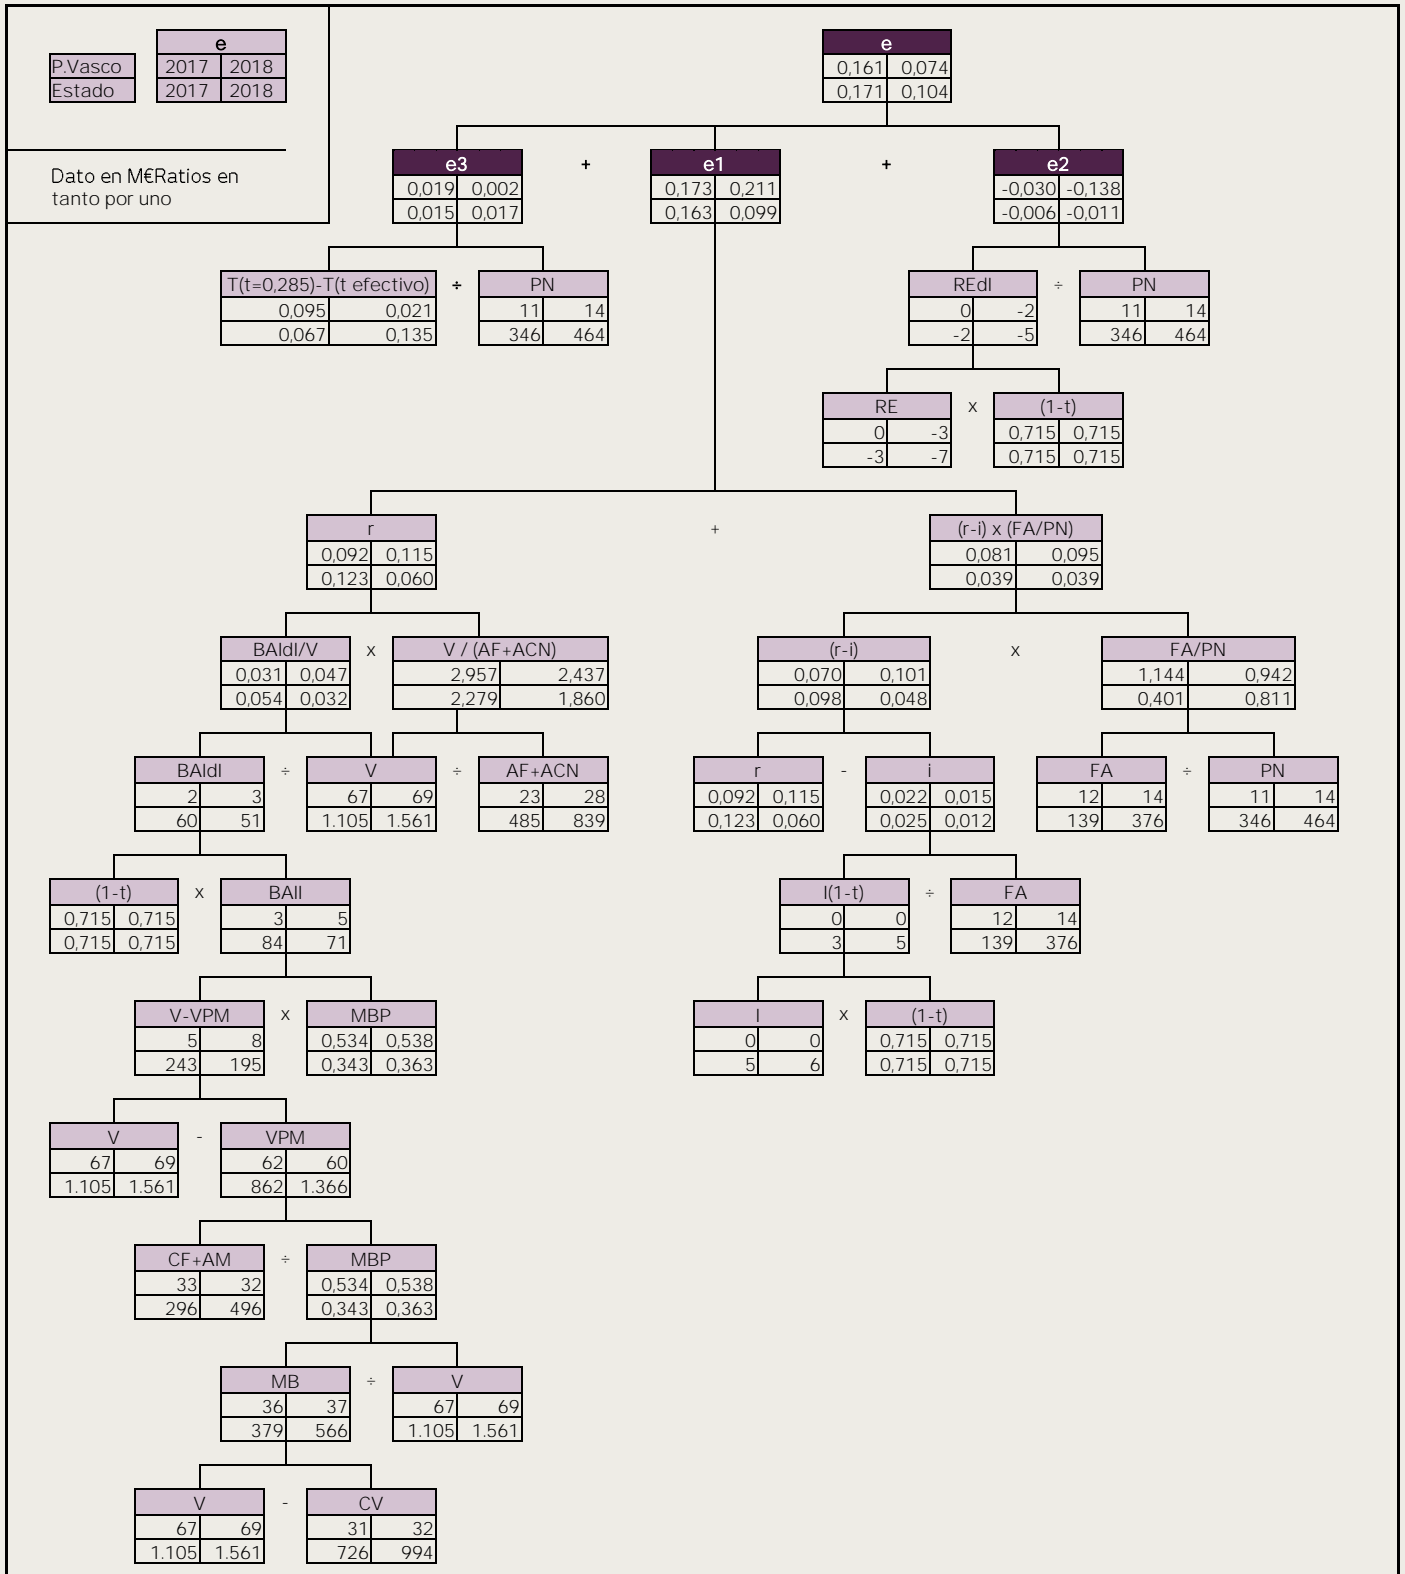 e
P.Vasco 2017 2018
Estado 2017 2018
Dato en M€Ratios en
tanto por uno
e
0,161 0,074
0,171 0,104
e3 + e1 + e2
0,019 0,002 0,173 0,211 -0,030 -0,138
0,015 0,017 0,163 0,099 -0,006 -0,011
T(t=0,285)-T(t efectivo) ÷ PN REdI ÷ PN
0,095 0,021 11 14 0 -2 11 14
0,067 0,135 346 464 -2 -5 346 464
RE x (1-t)
0 -3 0,715 0,715
-3 -7 0,715 0,715
r + (r-i) x (FA/PN)
0,092 0,115 0,081 0,095
0,123 0,060 0,039 0,039
BAIdI/V x V / (AF+ACN) (r-i) x FA/PN
0,031 0,047 2,957 2,437 0,070 0,101 1,144 0,942
0,054 0,032 2,279 1,860 0,098 0,048 0,401 0,811
BAIdI ÷ V ÷ AF+ACN r - i FA ÷ PN
2 3 67 69 23 28 0,092 0,115 0,022 0,015 12 14 11 14
60 51 1.105 1.561 485 839 0,123 0,060 0,025 0,012 139 376 346 464
(1-t) x BAII I(1-t) ÷ FA
0,715 0,715 3 5 0 0 12 14
0,715 0,715 84 71 3 5 139 376
V-VPM x MBP I x (1-t)
5 8 0,534 0,538 0 0 0,715 0,715
243 195 0,343 0,363 5 6 0,715 0,715
V - VPM
67 69 62 60
1.105 1.561 862 1.366
CF+AM ÷ MBP
33 32 0,534 0,538
296 496 0,343 0,363
MB ÷ V
36 37 67 69
379 566 1.105 1.561
V - CV
67 69 31 32
1.105 1.561 726 994